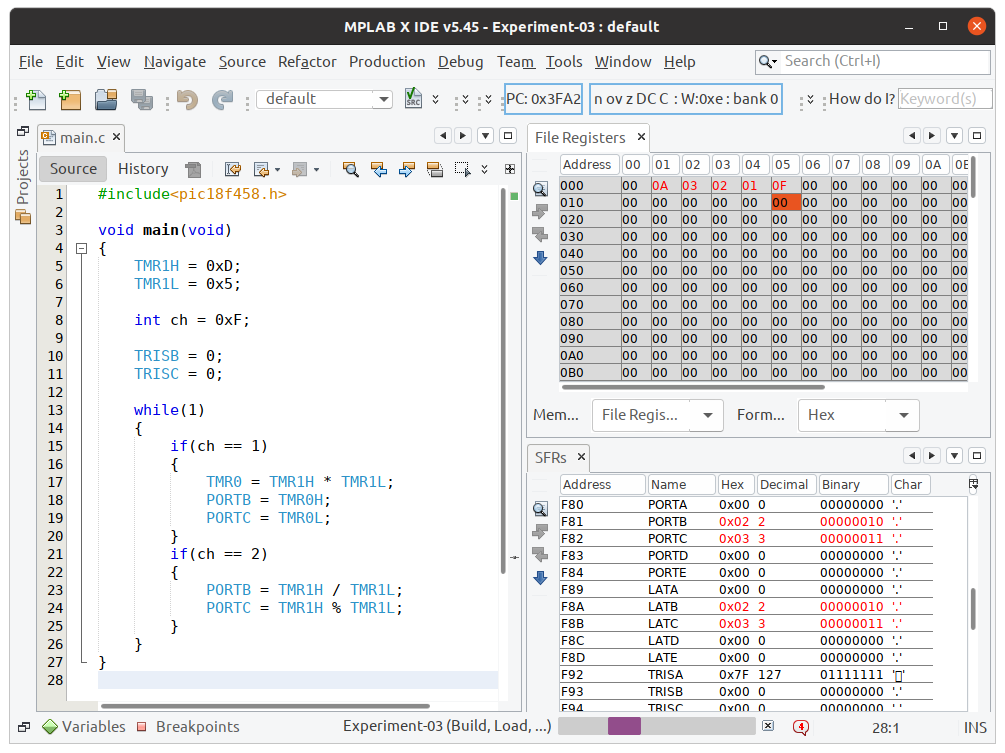 MPLAB X IDE v5.45 - Experiment-03 : default
File Edit View Navigate Source Refactor Production Debug Team Tools Window Help Search (Ctrl+I)
default SRC PC: 0x3FA2 n ov z DC C : W:0xe : bank 0 How do I? Keyword(s)
Projects
main.c
Source History
1 #include<pic18f458.h>
2
3 void main(void)
4 {
5 TMR1H = 0xD;
6 TMR1L = 0x5;
7
8 int ch = 0xF;
9
10 TRISB = 0;
11 TRISC = 0;
12
13 while(1)
14 {
15 if(ch == 1)
16 {
17 TMR0 = TMR1H * TMR1L;
18 PORTB = TMR0H;
19 PORTC = TMR0L;
20 }
21 if(ch == 2)
22 {
23 PORTB = TMR1H / TMR1L;
24 PORTC = TMR1H % TMR1L;
25 }
26 }
27 }
28
File Registers
Address 00 01 02 03 04 05 06 07 08 09 0A 0B
000 00 0A 03 02 01 0F 00 00 00 00 00 00
010 00 00 00 00 00 00 00 00 00 00 00 00
020 00 00 00 00 00 00 00 00 00 00 00 00
030 00 00 00 00 00 00 00 00 00 00 00 00
040 00 00 00 00 00 00 00 00 00 00 00 00
050 00 00 00 00 00 00 00 00 00 00 00 00
060 00 00 00 00 00 00 00 00 00 00 00 00
070 00 00 00 00 00 00 00 00 00 00 00 00
080 00 00 00 00 00 00 00 00 00 00 00 00
090 00 00 00 00 00 00 00 00 00 00 00 00
0A0 00 00 00 00 00 00 00 00 00 00 00 00
0B0 00 00 00 00 00 00 00 00 00 00 00 00
Mem... File Regis... Form... Hex
SFRs
Address Name Hex Decimal Binary Char
F80 PORTA 0x00 0 00000000 '.'
F81 PORTB 0x02 2 00000010 '.'
F82 PORTC 0x03 3 00000011 '.'
F83 PORTD 0x00 0 00000000 '.'
F84 PORTE 0x00 0 00000000 '.'
F89 LATA 0x00 0 00000000 '.'
F8A LATB 0x02 2 00000010 '.'
F8B LATC 0x03 3 00000011 '.'
F8C LATD 0x00 0 00000000 '.'
F8D LATE 0x00 0 00000000 '.'
F92 TRISA 0x7F 127 01111111 '▯'
F93 TRISB 0x00 0 00000000 '.'
F94 TRISC 0x00 0 00000000 '.'
Variables Breakpoints Experiment-03 (Build, Load, ...) 4 28:1 INS